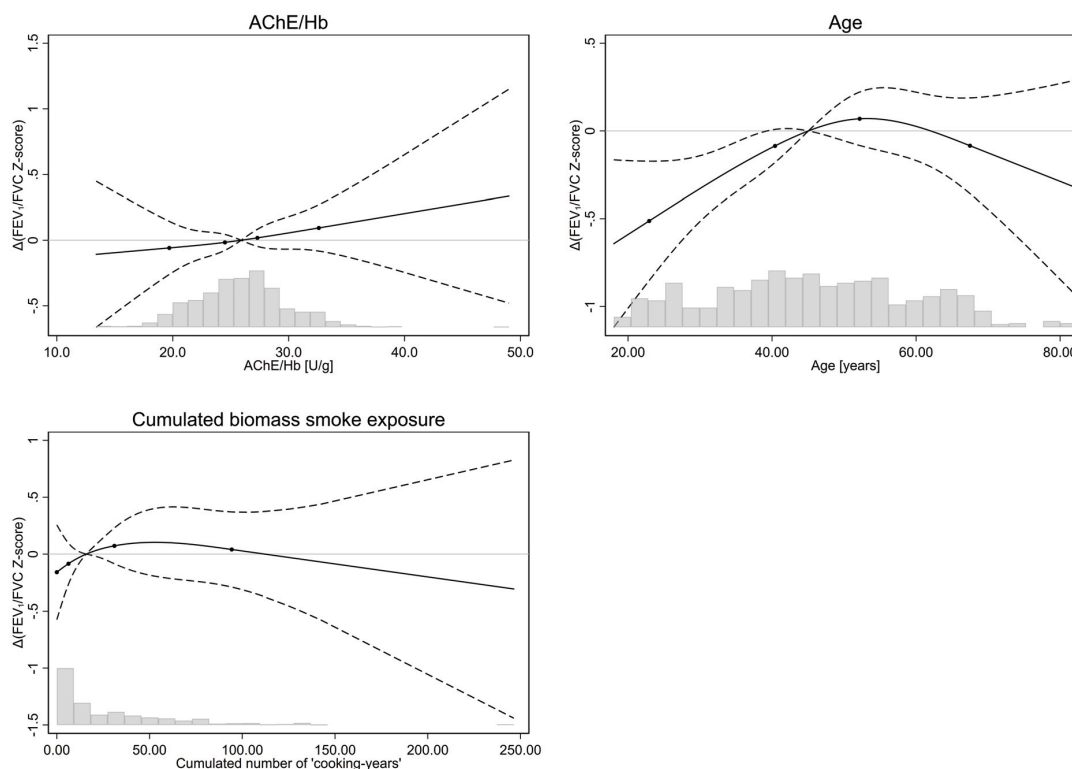 AChE/Hb
Δ(FEV₁/FVC Z-score)
1.5
1
.5
0
-.5
10.0 20.0 30.0 40.0 50.0
AChE/Hb [U/g]
Age
Δ(FEV₁/FVC Z-score)
.5
0
-.5
-1
20.00 40.00 60.00 80.00
Age [years]
Cumulated biomass smoke exposure
Δ(FEV₁/FVC Z-score)
1
.5
0
-.5
-1
-1.5
0.00 50.00 100.00 150.00 200.00 250.00
Cumulated number of 'cooking-years'